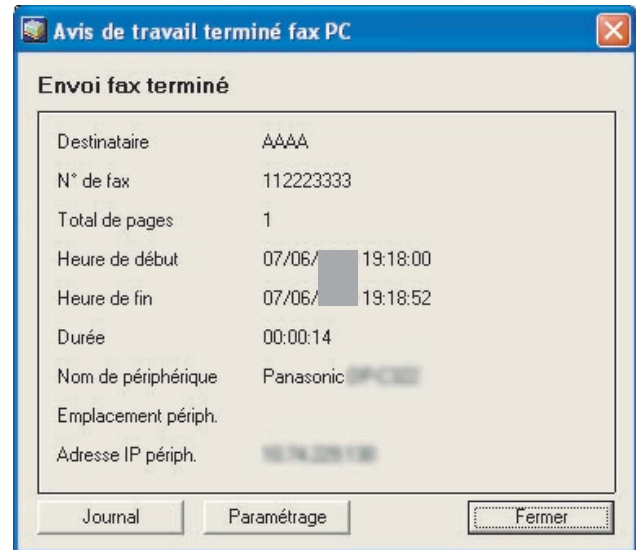 Avis de travail terminé fax PC
Envoi fax terminé
Destinataire AAAA
N° de fax 112223333
Total de pages 1
Heure de début 07/06/ 19:18:00
Heure de fin 07/06/ 19:18:52
Durée 00:00:14
Nom de périphérique Panasonic
Emplacement périph.
Adresse IP périph.
Journal Paramétrage Fermer